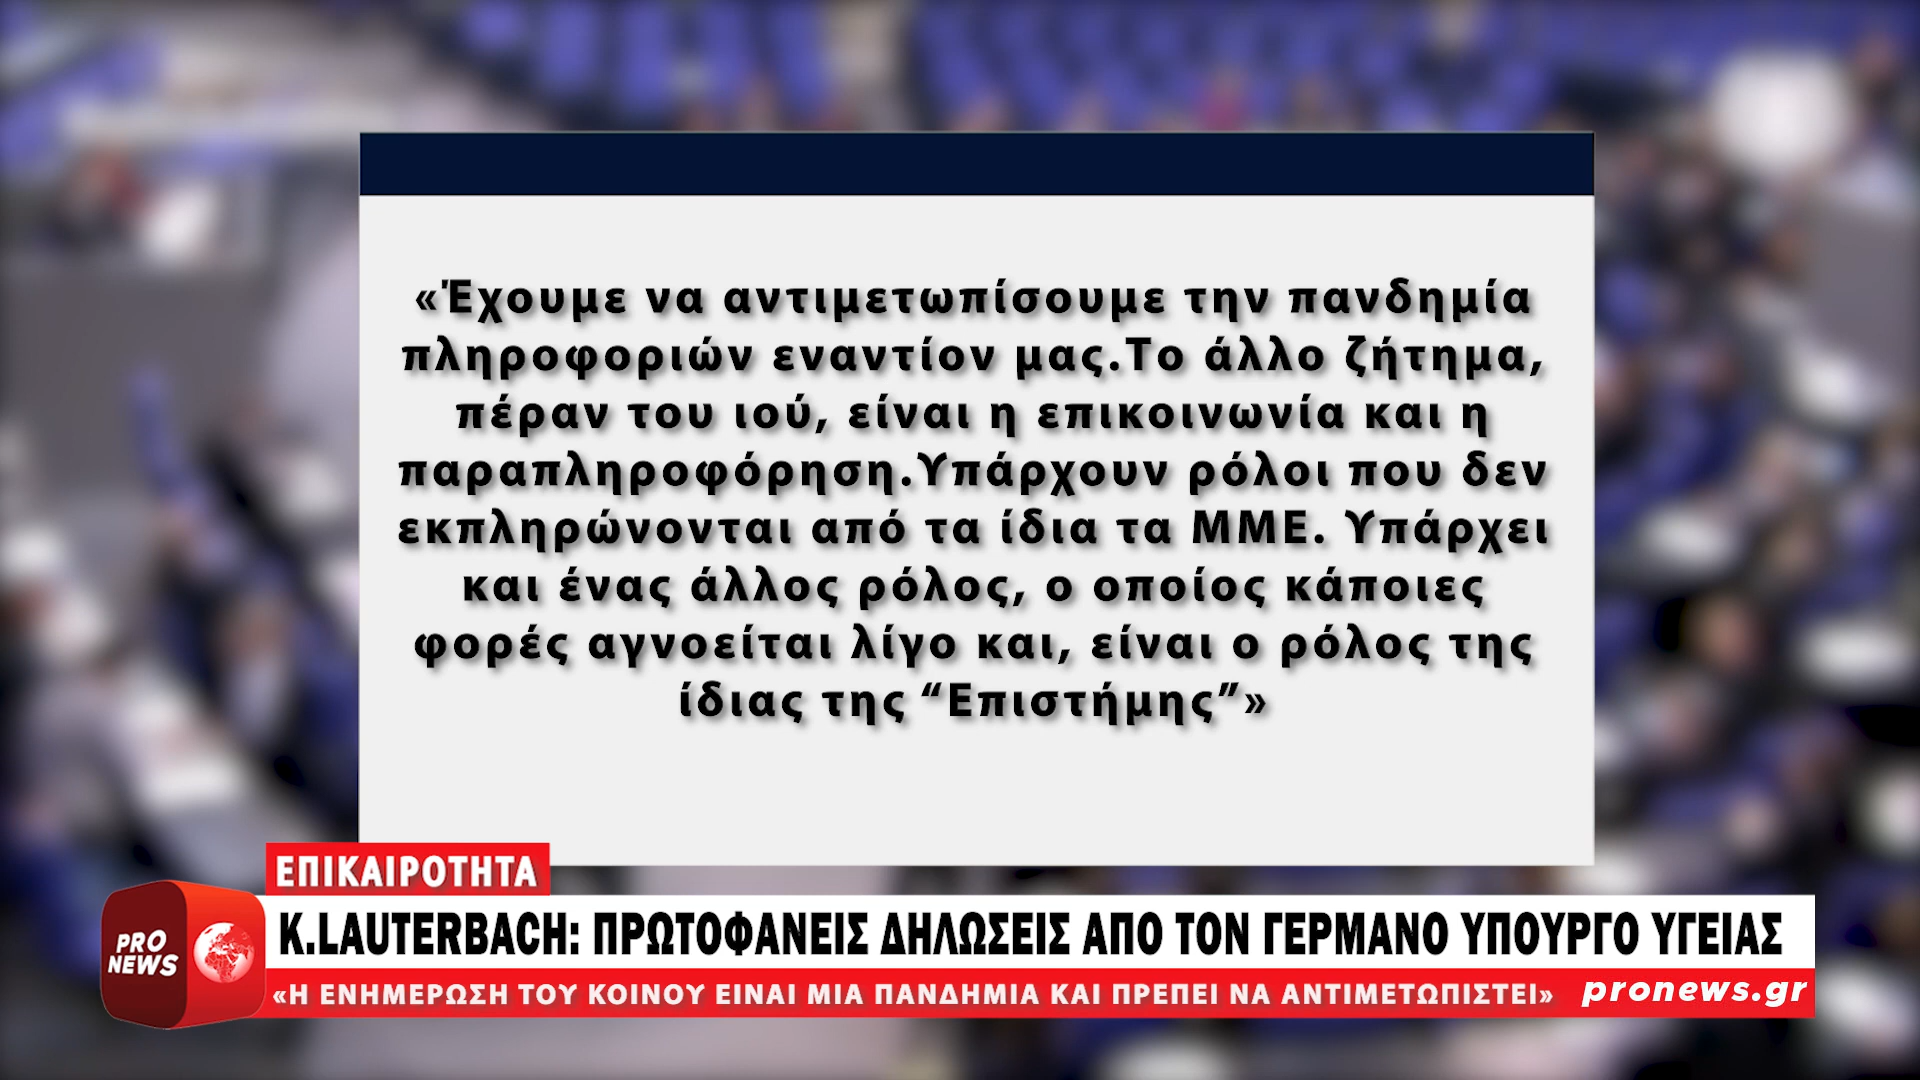 «Έχουμε να αντιμετωπίσουμε την πανδημία
πληροφοριών εναντίον μας.Το άλλο ζήτημα,
πέραν του ιού, είναι η επικοινωνία και η
παραπληροφόρηση.Υπάρχουν ρόλοι που δεν
εκπληρώνονται από τα ίδια τα ΜΜΕ. Υπάρχει
και ένας άλλος ρόλος, ο οποίος κάποιες
φορές αγνοείται λίγο και, είναι ο ρόλος της
ίδιας της “Επιστήμης”»
ΕΠΙΚΑΙΡΟΤΗΤΑ
PRO
NEWS
K.LAUTERBACH: ΠΡΩΤΟΦΑΝΕΙΣ ΔΗΛΩΣΕΙΣ ΑΠΟ ΤΟΝ ΓΕΡΜΑΝΟ ΥΠΟΥΡΓΟ ΥΓΕΙΑΣ
«Η ΕΝΗΜΕΡΩΣΗ ΤΟΥ ΚΟΙΝΟΥ ΕΙΝΑΙ ΜΙΑ ΠΑΝΔΗΜΙΑ ΚΑΙ ΠΡΕΠΕΙ ΝΑ ΑΝΤΙΜΕΤΩΠΙΣΤΕΙ» pronews.gr